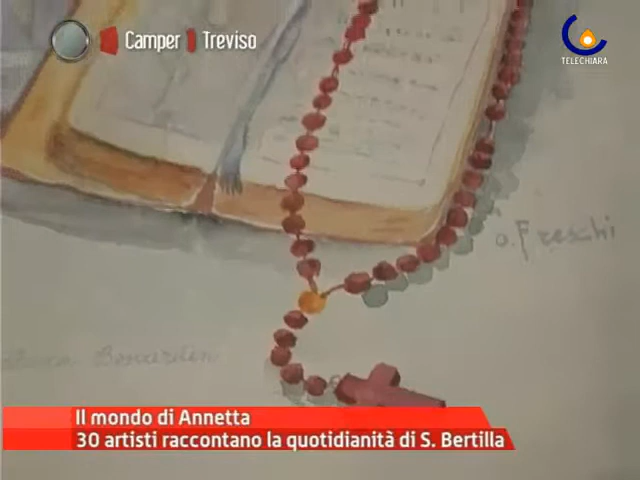 Camper Treviso
TELECHIARA
O. Freschi
Il mondo di Annetta
30 artisti raccontano la quotidianità di S. Bertilla